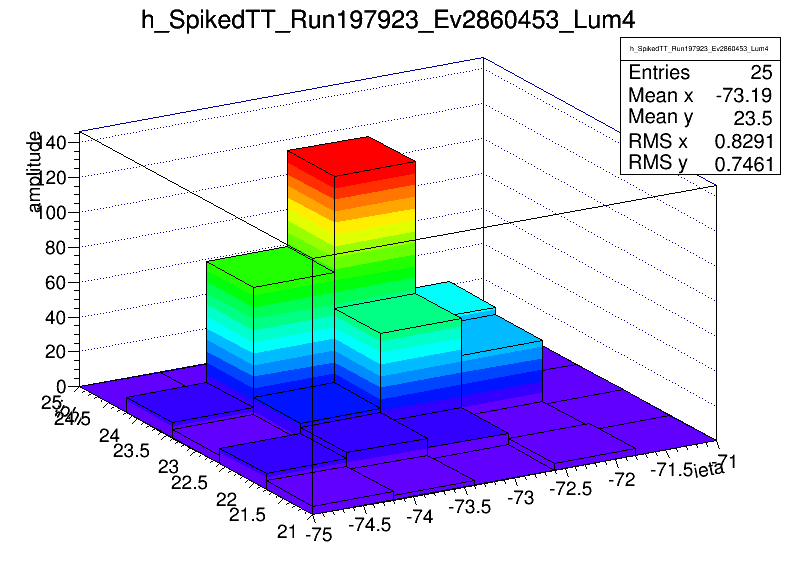 h_SpikedTT_Run197923_Ev2860453_Lum4
h_SpikedTT_Run197923_Ev2860453_Lum4
Entries 25
Mean x -73.19
Mean y 23.5
RMS x 0.8291
RMS y 0.7461
amplitude
140
120
100
80
60
40
20
0
25
24.5
24
23.5
23
22.5
22
21.5
21
-75
-74.5
-74
-73.5
-73
-72.5
-72
-71.5
-71
ieta